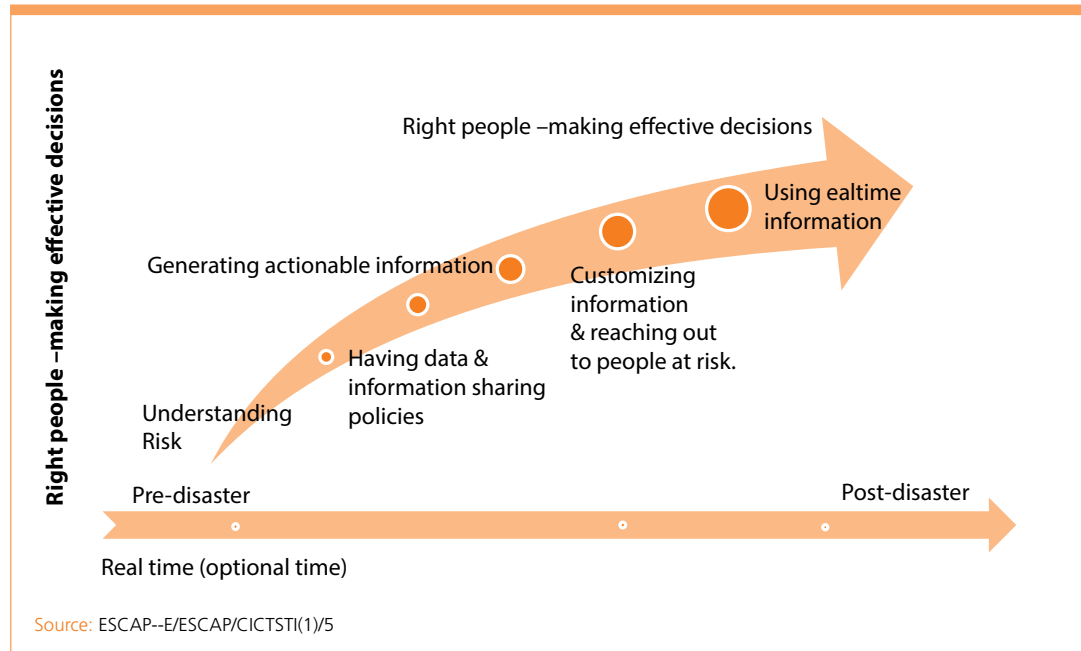 Right people –making effective decisions
Right people –making effective decisions
Using ealtime
information
Generating actionable information
Customizing
information
& reaching out
to people at risk.
Having data &
information sharing
policies
Understanding
Risk
Pre-disaster
Post-disaster
Real time (optional time)
Source: ESCAP--E/ESCAP/CICTSTI(1)/5